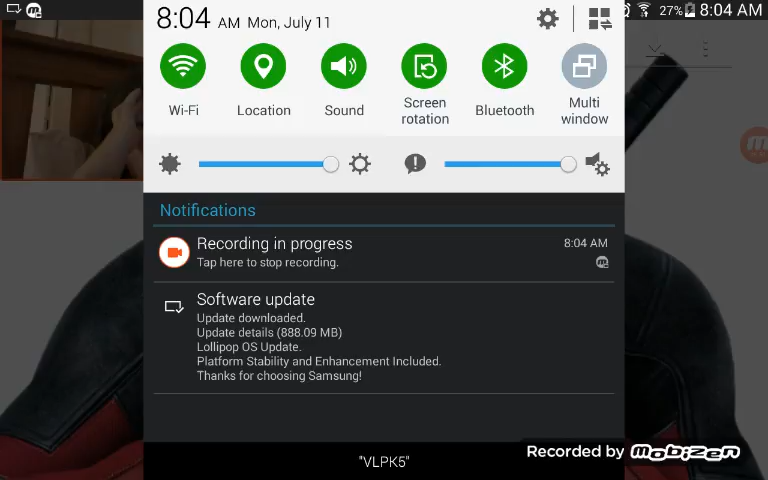 8:04 AM Mon, July 11
27% 8:04 AM
Wi-Fi
Location
Sound
Screen
rotation
Bluetooth
Multi
window
Notifications
Recording in progress
8:04 AM
Tap here to stop recording.
Software update
Update downloaded.
Update details (888.09 MB)
Lollipop OS Update.
Platform Stability and Enhancement Included.
Thanks for choosing Samsung!
"VLPK5"
Recorded by mobizen